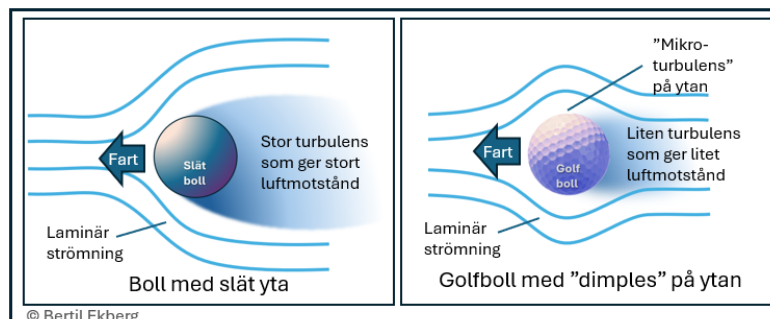 Fart
Slät
boll
Stor turbulens
som ger stort
luftmotstånd
Laminär
strömning
Boll med slät yta
”Mikro-
turbulens”
på ytan
Fart
Golf
boll
Liten turbulens
som ger litet
luftmotstånd
Laminär
strömning
Golfboll med ”dimples” på ytan
© Bertil Ekberg